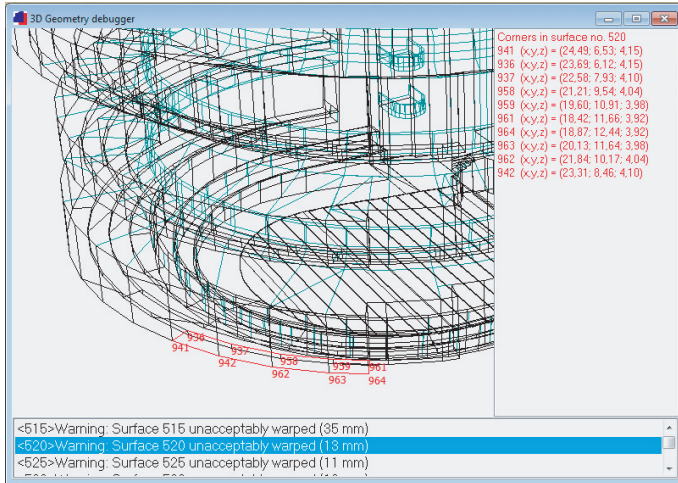 3D Geometry debugger
Corners in surface no. 520
941 (x,y,z) = (24,49; 6,53; 4,15)
936 (x,y,z) = (23,69; 6,12; 4,15)
937 (x,y,z) = (22,58; 7,93; 4,10)
958 (x,y,z) = (21,21; 9,54; 4,04)
959 (x,y,z) = (19,60; 10,91; 3,98)
961 (x,y,z) = (18,42; 11,66; 3,92)
964 (x,y,z) = (18,87; 12,44; 3,92)
963 (x,y,z) = (20,13; 11,64; 3,98)
962 (x,y,z) = (21,84; 10,17; 4,04)
942 (x,y,z) = (23,31; 8,46; 4,10)
936
941
937
942
958
962
959
963
961
964
<515>Warning: Surface 515 unacceptably warped (35 mm)
<520>Warning: Surface 520 unacceptably warped (13 mm)
<525>Warning: Surface 525 unacceptably warped (11 mm)